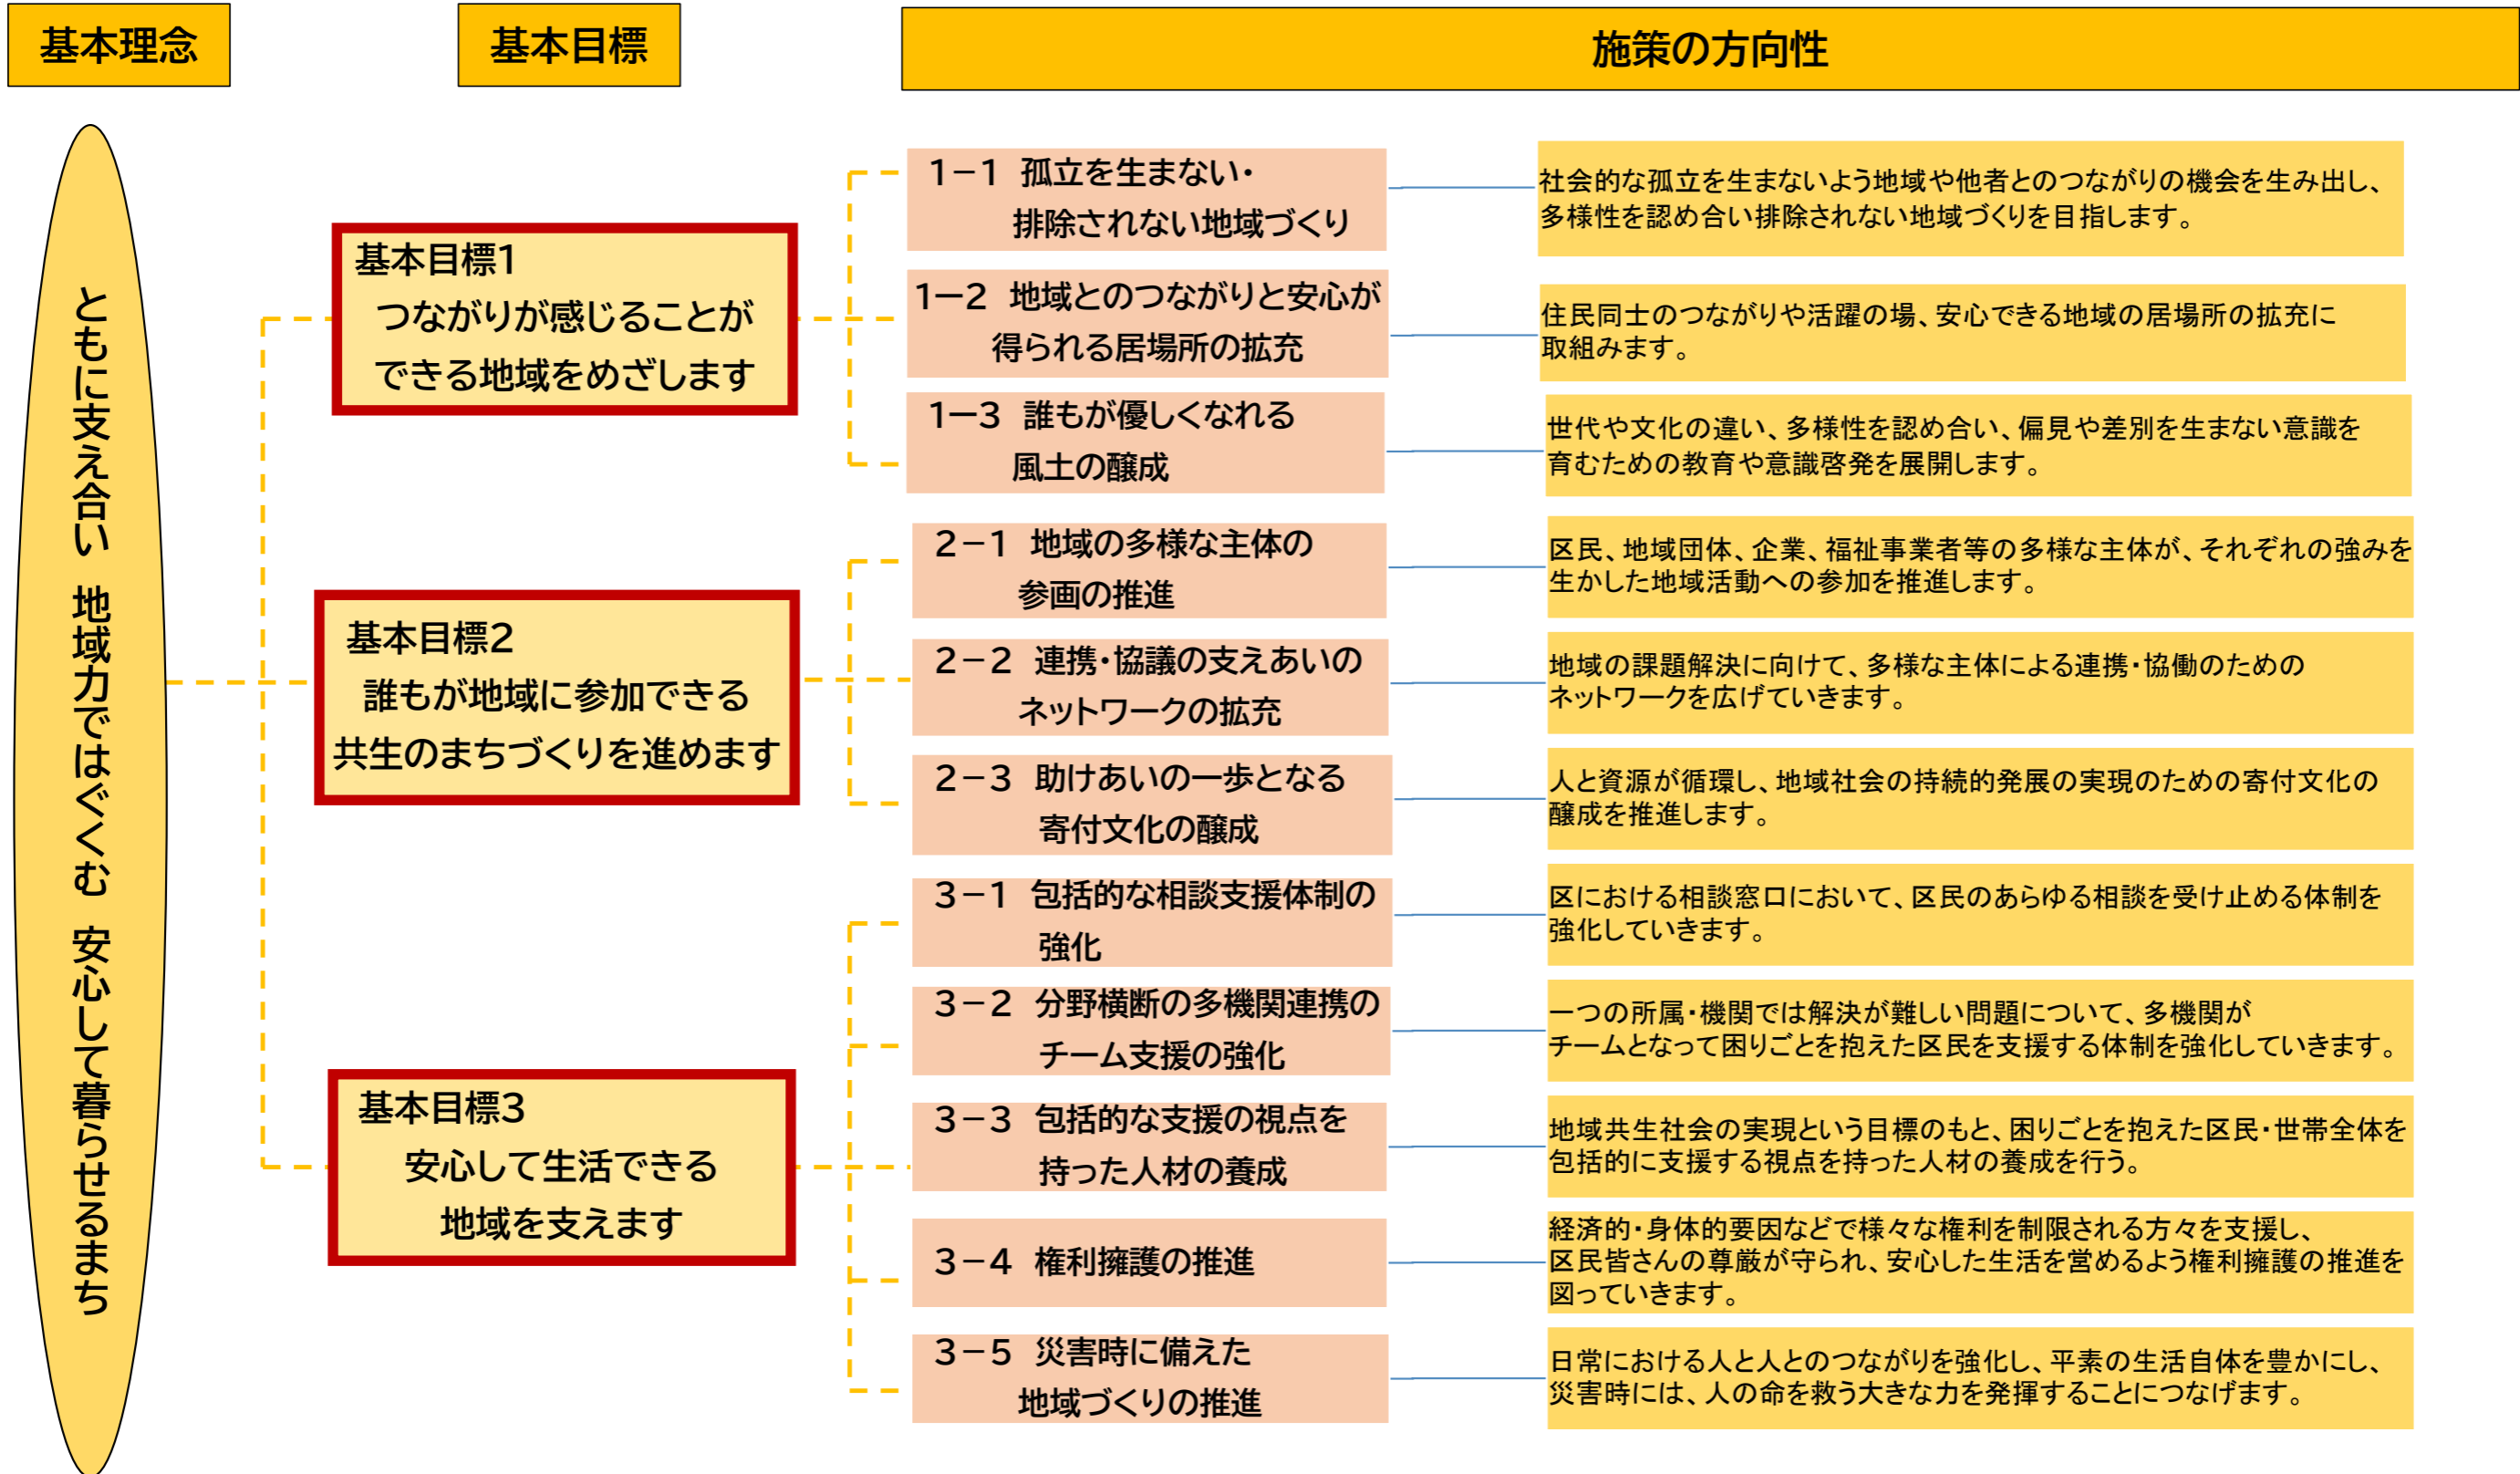 基本理念
基本目標
施策の方向性
ともに支え合い 地域力ではぐくむ 安心して暮らせるまち
基本目標1
つながりが感じることが
できる地域をめざします
1－1 孤立を生まない・
排除されない地域づくり
社会的な孤立を生まないよう地域や他者とのつながりの機会を生み出し、
多様性を認め合い排除されない地域づくりを目指します。
1ー2 地域とのつながりと安心が
得られる居場所の拡充
住民同士のつながりや活躍の場、安心できる地域の居場所の拡充に
取組みます。
1ー3 誰もが優しくなれる
風土の醸成
世代や文化の違い、多様性を認め合い、偏見や差別を生まない意識を
育むための教育や意識啓発を展開します。
基本目標2
誰もが地域に参加できる
共生のまちづくりを進めます
2－1 地域の多様な主体の
参画の推進
区民、地域団体、企業、福祉事業者等の多様な主体が、それぞれの強みを
生かした地域活動への参加を推進します。
2－2 連携・協議の支えあいの
ネットワークの拡充
地域の課題解決に向けて、多様な主体による連携・協働のための
ネットワークを広げていきます。
2－3 助けあいの一歩となる
寄付文化の醸成
人と資源が循環し、地域社会の持続的発展の実現のための寄付文化の
醸成を推進します。
基本目標3
安心して生活できる
地域を支えます
3－1 包括的な相談支援体制の
強化
区における相談窓口において、区民のあらゆる相談を受け止める体制を
強化していきます。
3－2 分野横断の多機関連携の
チーム支援の強化
一つの所属・機関では解決が難しい問題について、多機関が
チームとなって困りごとを抱えた区民を支援する体制を強化していきます。
3－3 包括的な支援の視点を
持った人材の養成
地域共生社会の実現という目標のもと、困りごとを抱えた区民・世帯全体を
包括的に支援する視点を持った人材の養成を行う。
3－4 権利擁護の推進
経済的・身体的要因などで様々な権利を制限される方々を支援し、
区民皆さんの尊厳が守られ、安心した生活を営めるよう権利擁護の推進を
図っていきます。
3－5 災害時に備えた
地域づくりの推進
日常における人と人とのつながりを強化し、平素の生活自体を豊かにし、
災害時には、人の命を救う大きな力を発揮することにつなげます。